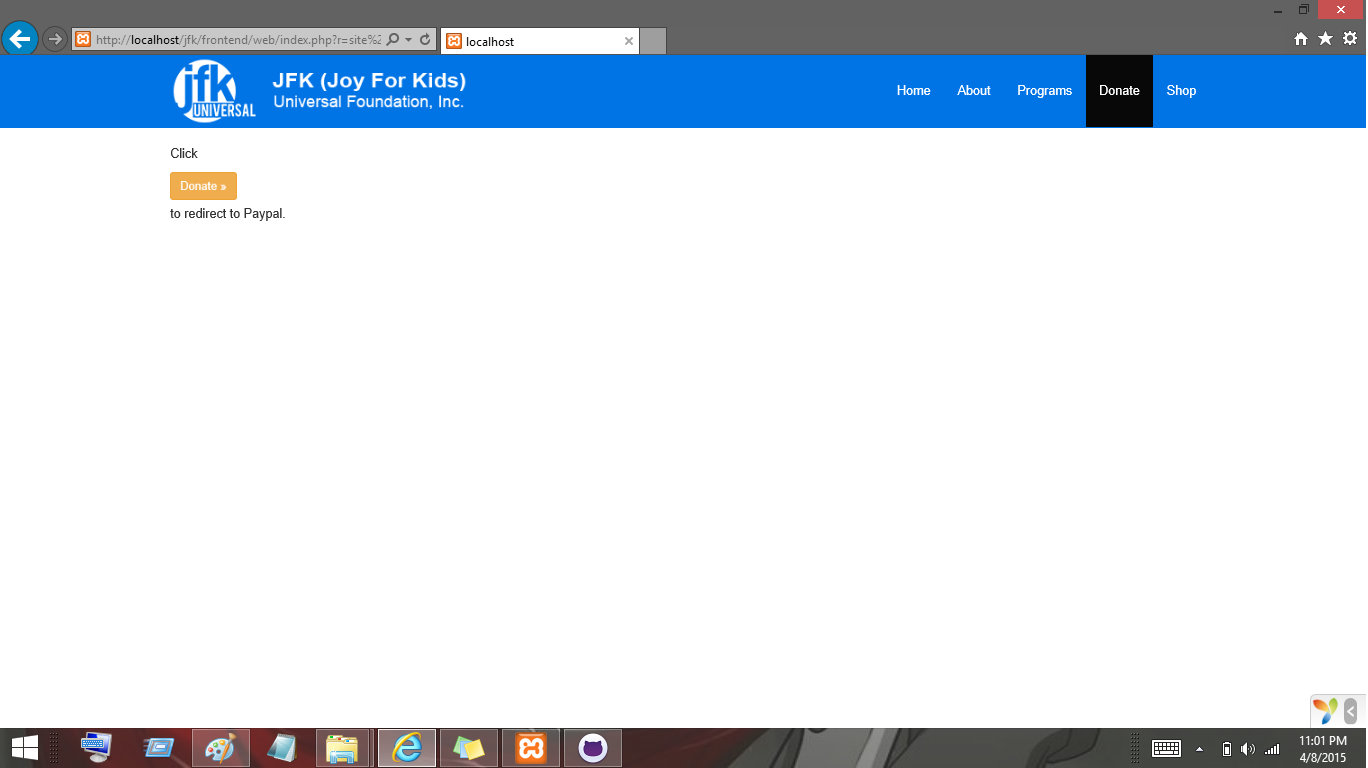 http://localhost/jfk/frontend/web/index.php?r=site%2
localhost
jfk
UNIVERSAL
JFK (Joy For Kids)
Universal Foundation, Inc.
Home
About
Programs
Donate
Shop
Click
Donate »
to redirect to Paypal.
11:01 PM
4/8/2015